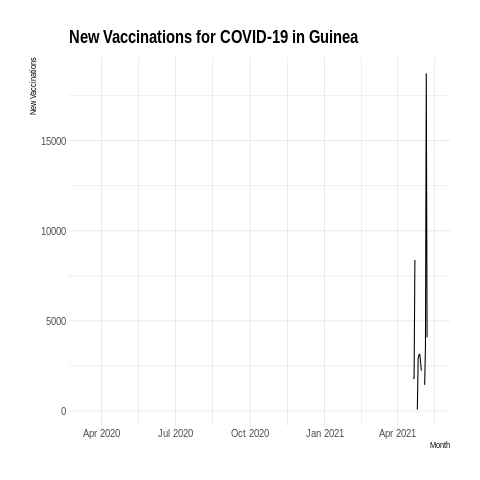 New Vaccinations for COVID-19 in Guinea
New Vaccinations
15000
10000
5000
0
Apr 2020 Jul 2020 Oct 2020 Jan 2021 Apr 2021
Month